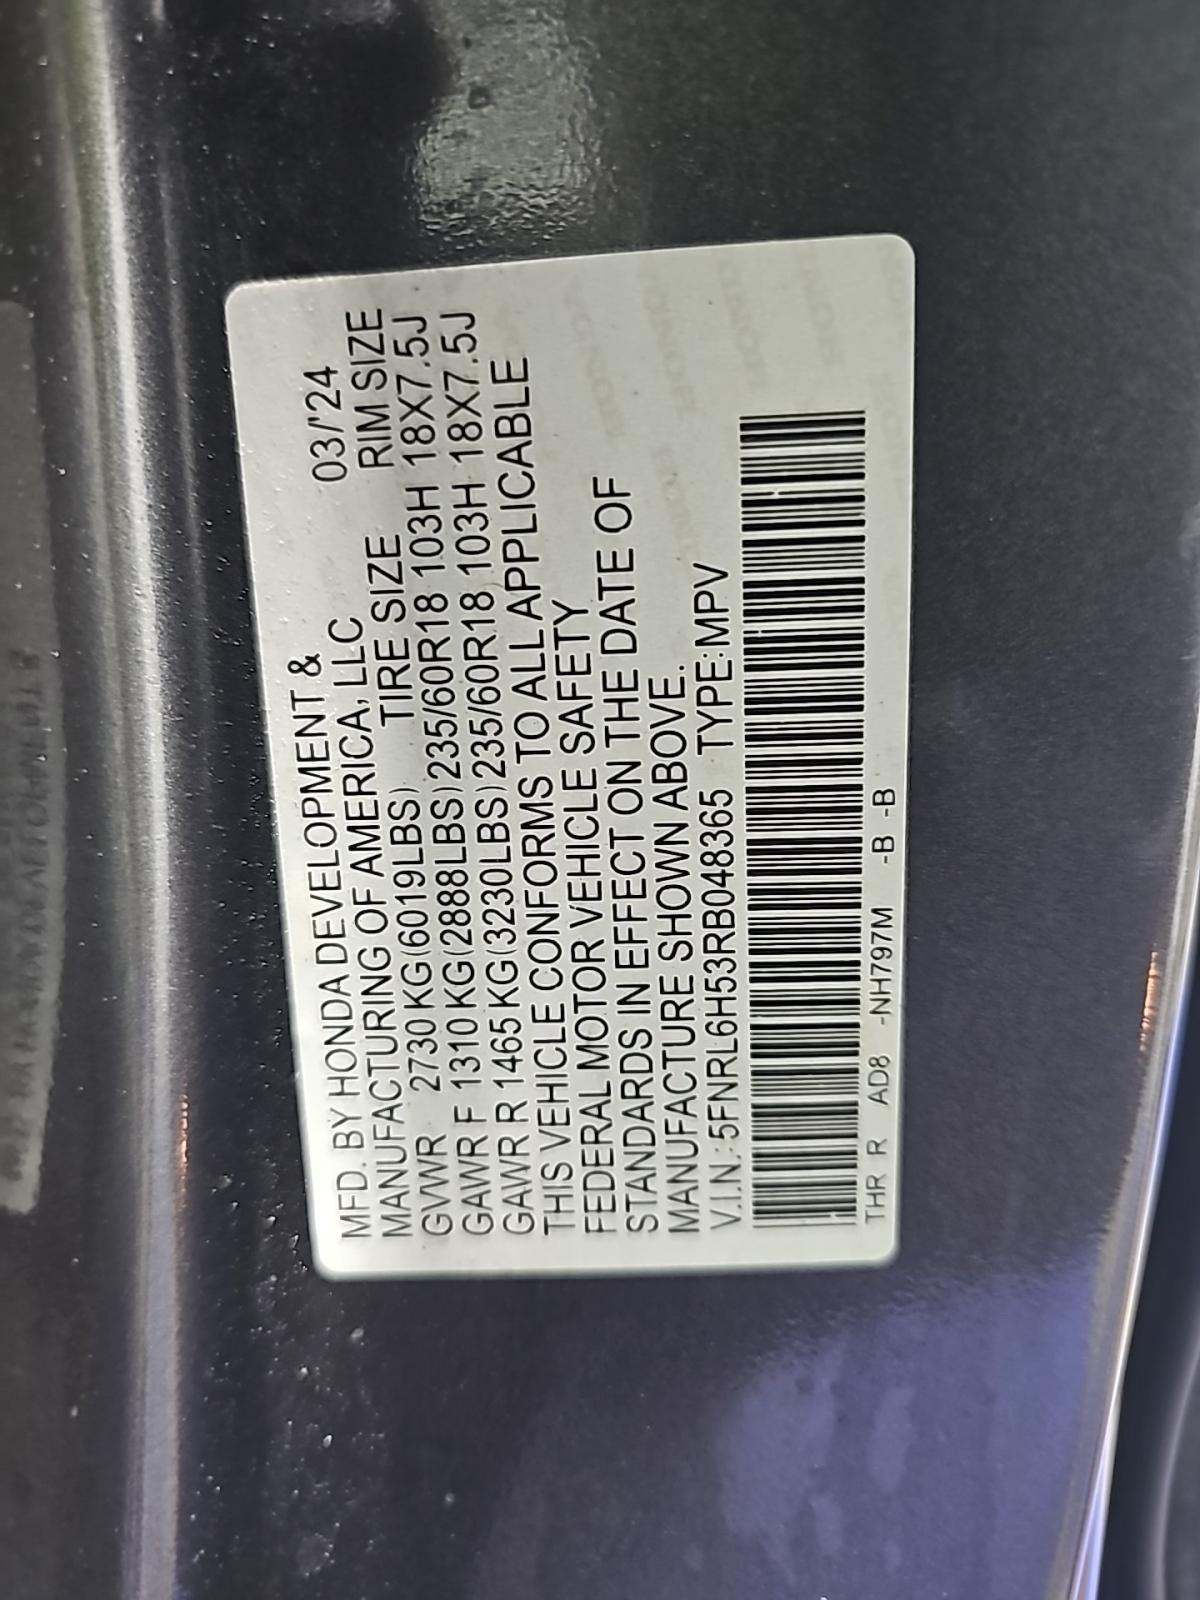 MFD. BY HONDA DEVELOPMENT & 03/'24
MANUFACTURING OF AMERICA, LLC
TIRE SIZE RIM SIZE
GVWR 2730 KG (6019LBS)
GAWR F 1310 KG (2888LBS) 235/60R18 103H 18X7.5J
GAWR R 1465 KG (3230LBS) 235/60R18 103H 18X7.5J
THIS VEHICLE CONFORMS TO ALL APPLICABLE
FEDERAL MOTOR VEHICLE SAFETY
STANDARDS IN EFFECT ON THE DATE OF
MANUFACTURE SHOWN ABOVE.
V.I.N.: 5FNRL6H53RB048365 TYPE: MPV
THR R AD8 -NH797M -B -B